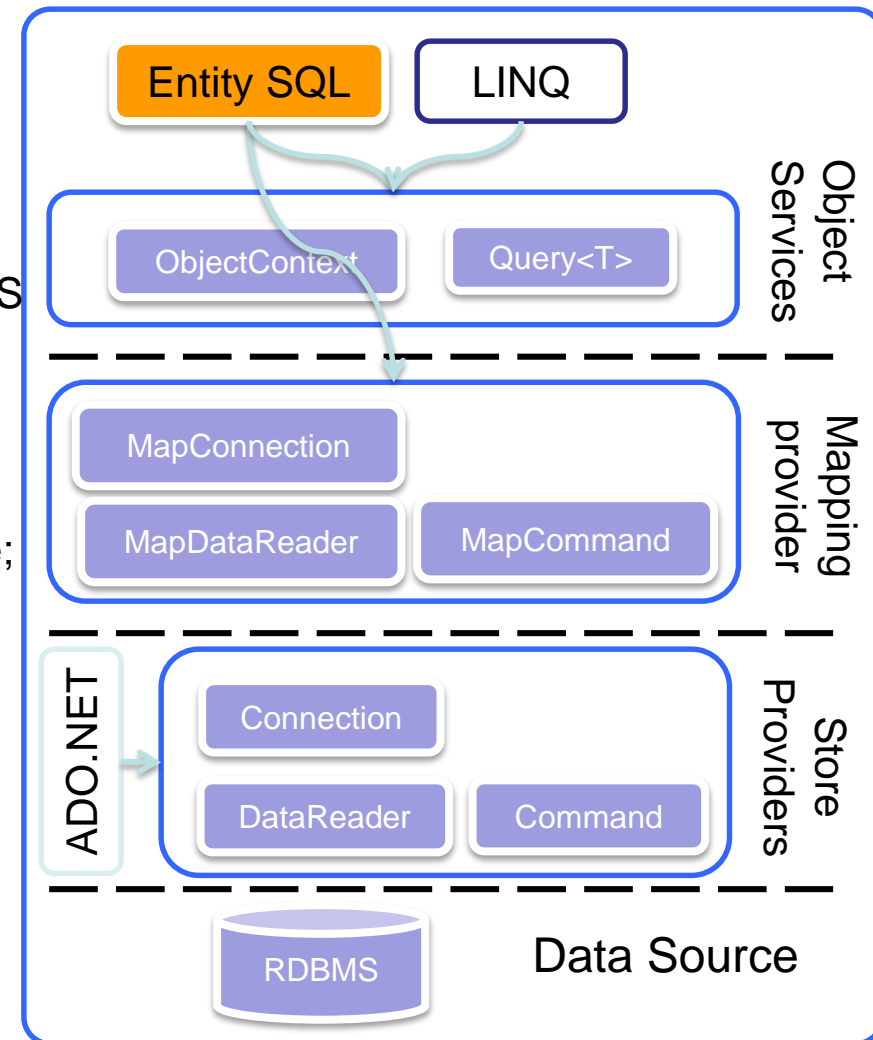 Entity SQL
LINQ
Object
Services
ObjectContext
Query<T>
S
Mapping
provider
MapConnection
MapDataReader
MapCommand
;
Store
Providers
ADO.NET
Connection
DataReader
Command
RDBMS
Data Source